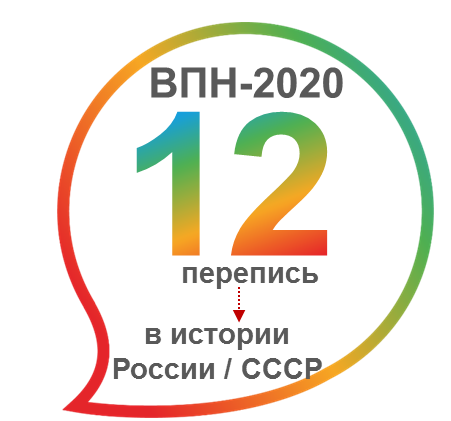 ВПН-2020
12
перепись
в истории
России / СССР